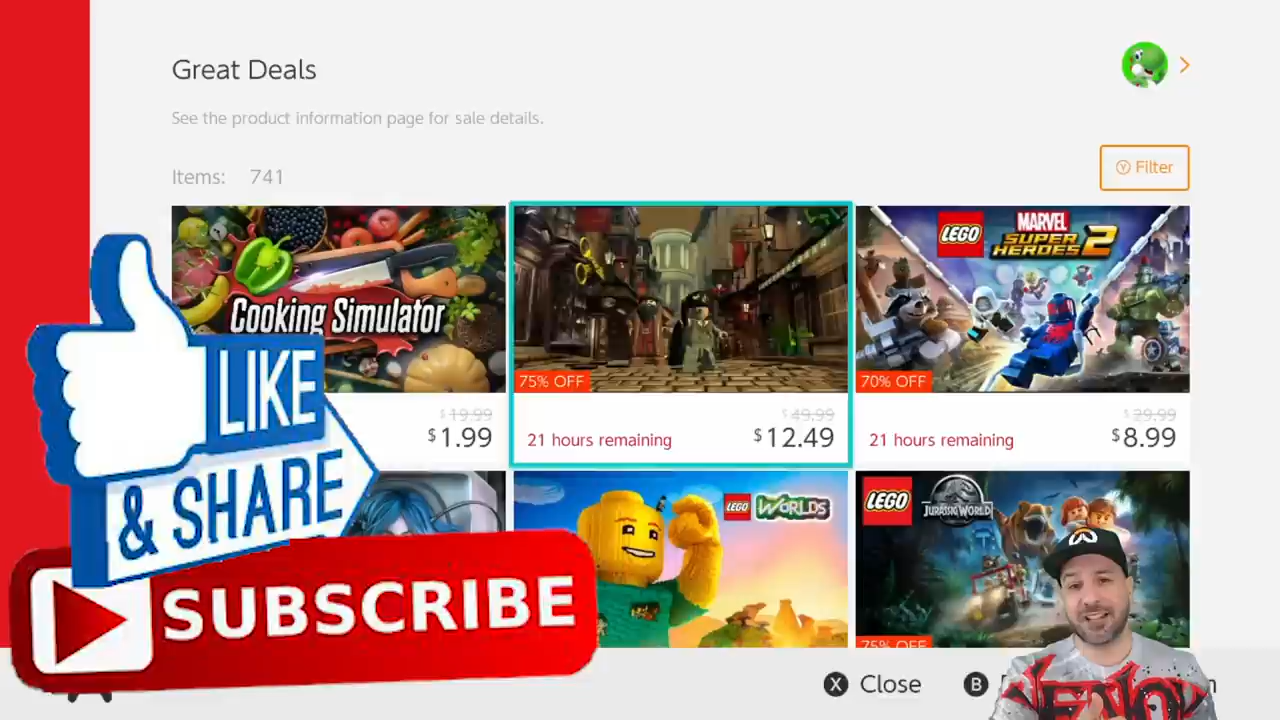 Great Deals
See the product information page for sale details.
Items: 741
Ⓨ Filter
Cooking Simulator
LEGO MARVEL
SUPER HEROES 2
75% OFF
70% OFF
$19.99
$1.99
$49.99
21 hours remaining $12.49
$29.99
21 hours remaining $8.99
LIKE
& SHARE
SUBSCRIBE
LEGO WORLDS
LEGO JURASSIC WORLD
75% OFF
X Close
B
VENOM